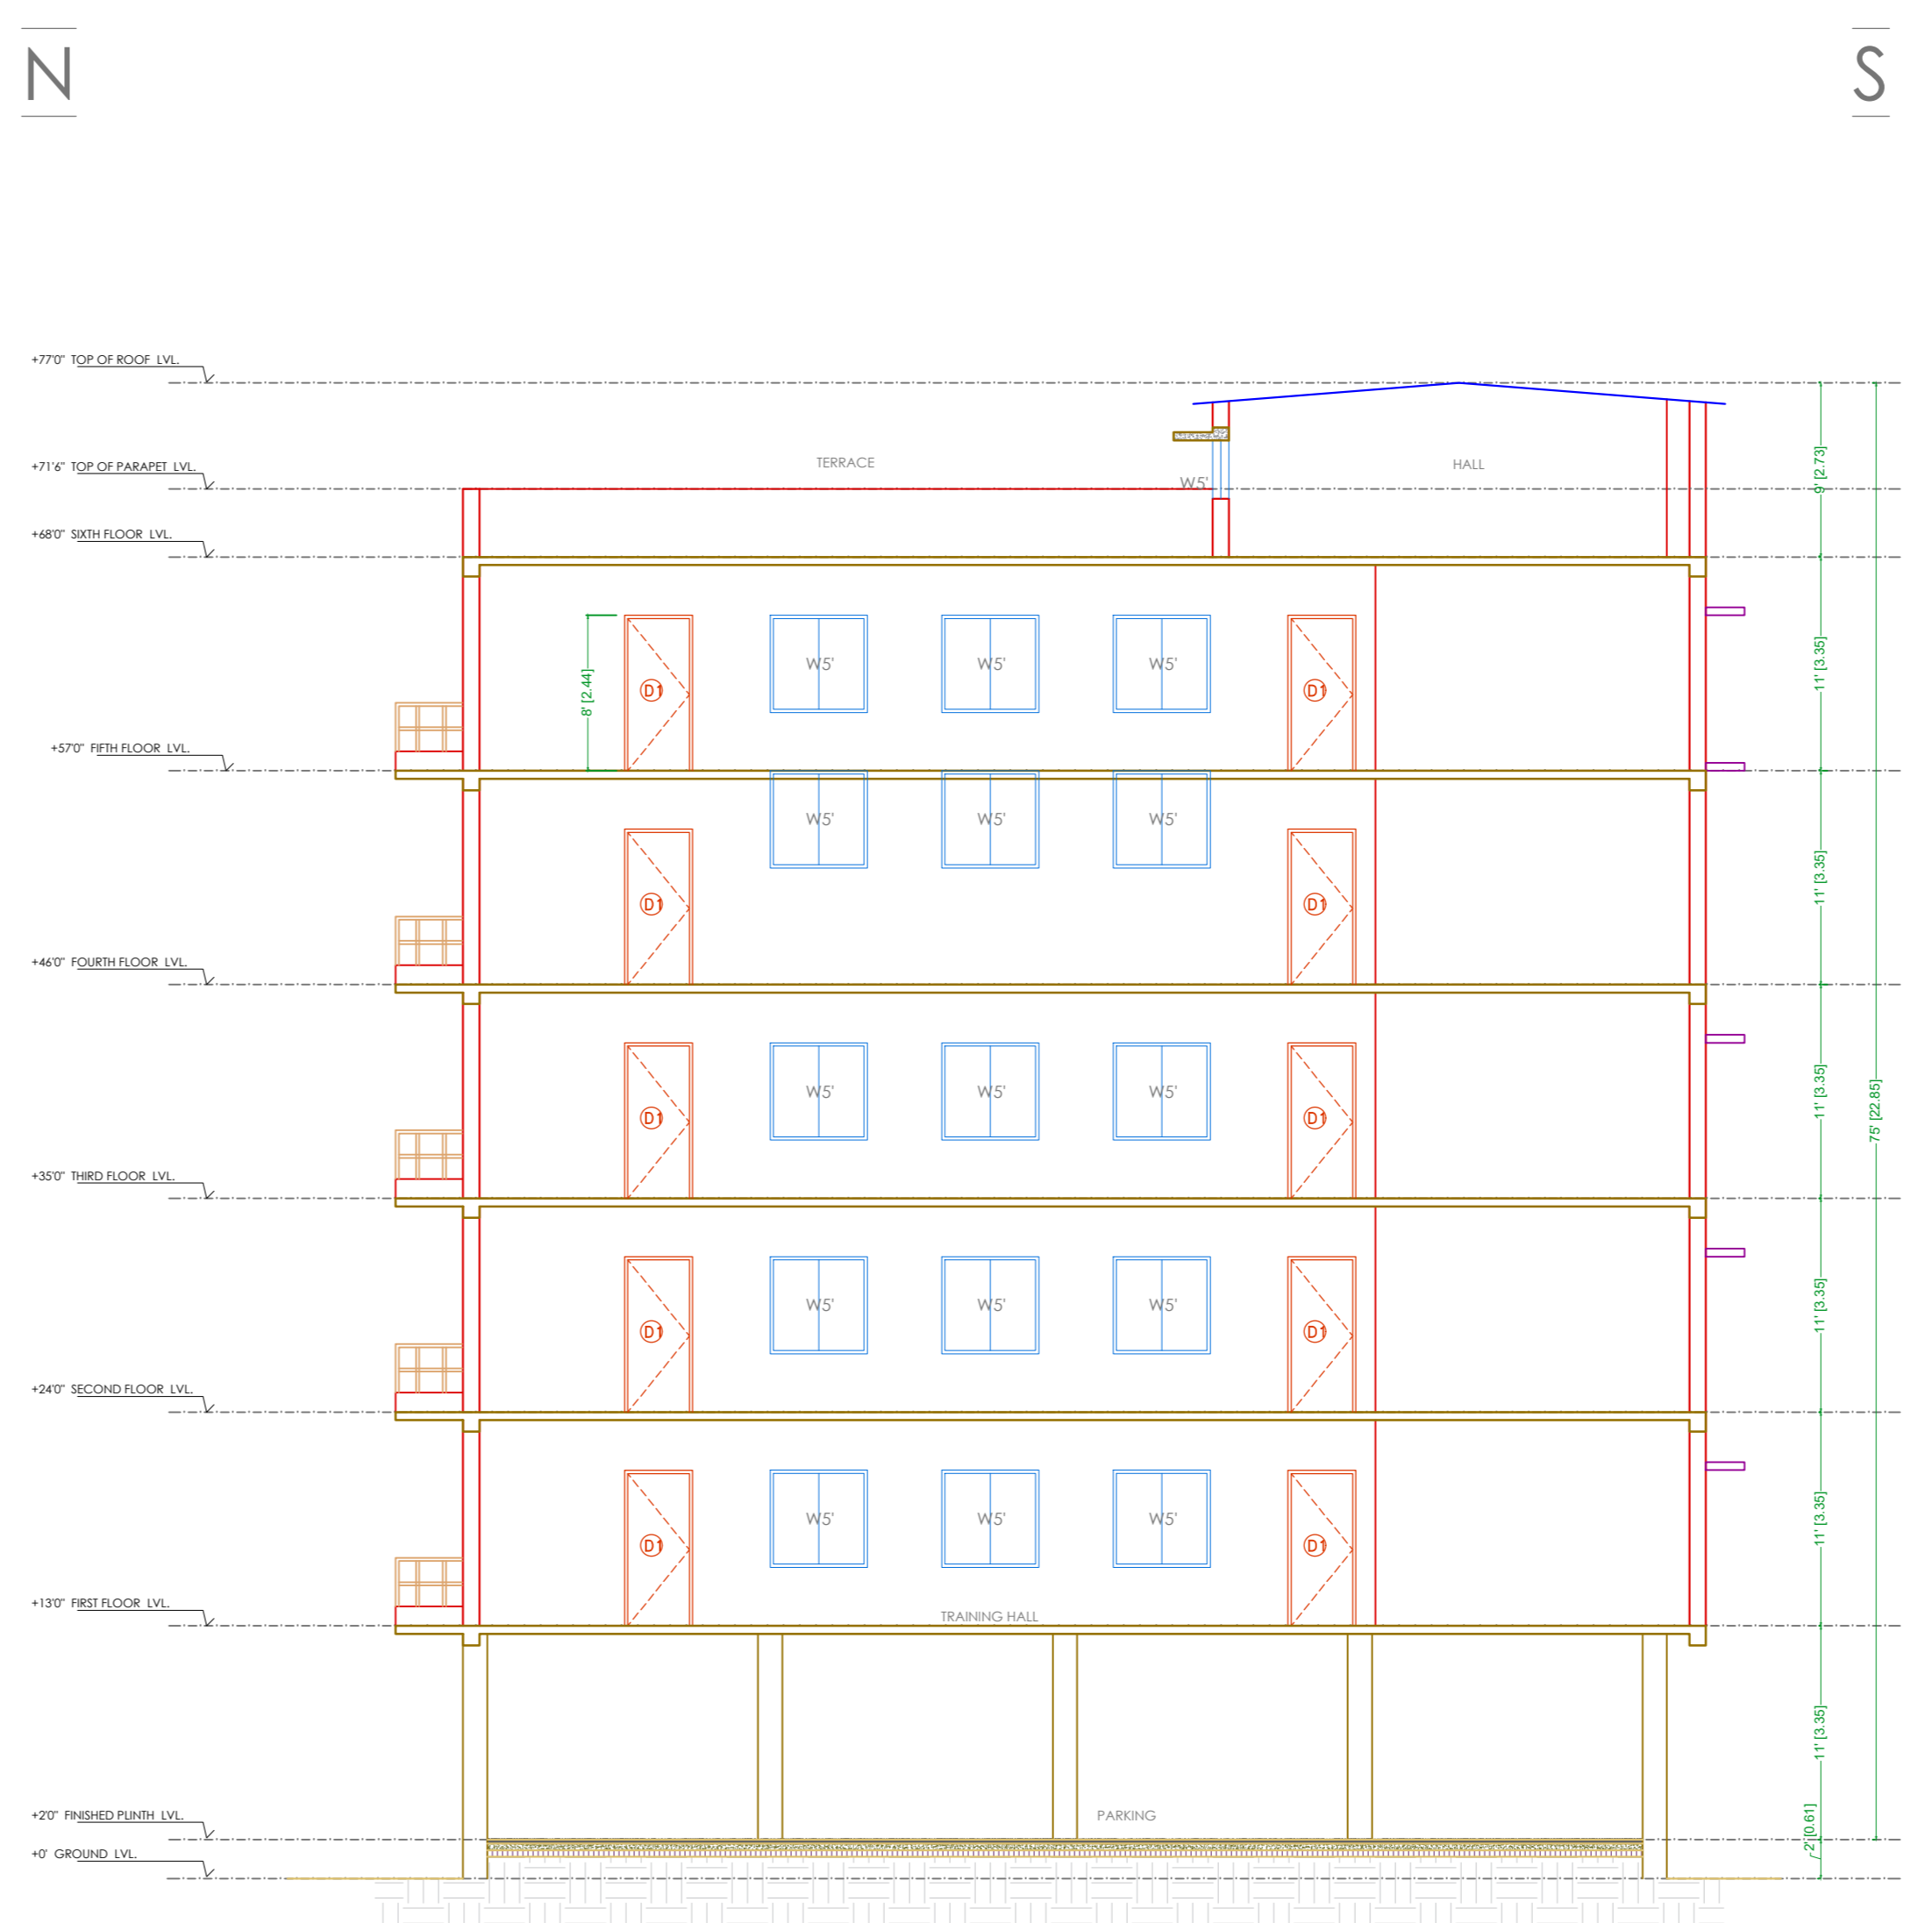 N
S
+77'0" TOP OF ROOF LVL.
+71'6" TOP OF PARAPET LVL.
TERRACE
HALL
9' [2.73]
W5'
+68'0" SIXTH FLOOR LVL.
8' [2.44]
D1
W5'
W5'
W5'
D1
11' [3.35]
+57'0" FIFTH FLOOR LVL.
D1
W5'
W5'
W5'
D1
11' [3.35]
+46'0" FOURTH FLOOR LVL.
D1
W5'
W5'
W5'
D1
11' [3.35]
75' [22.85]
+35'0" THIRD FLOOR LVL.
D1
W5'
W5'
W5'
D1
11' [3.35]
+24'0" SECOND FLOOR LVL.
D1
W5'
W5'
W5'
D1
11' [3.35]
+13'0" FIRST FLOOR LVL.
TRAINING HALL
11' [3.35]
PARKING
+2'0" FINISHED PLINTH LVL.
2' [0.61]
+0' GROUND LVL.